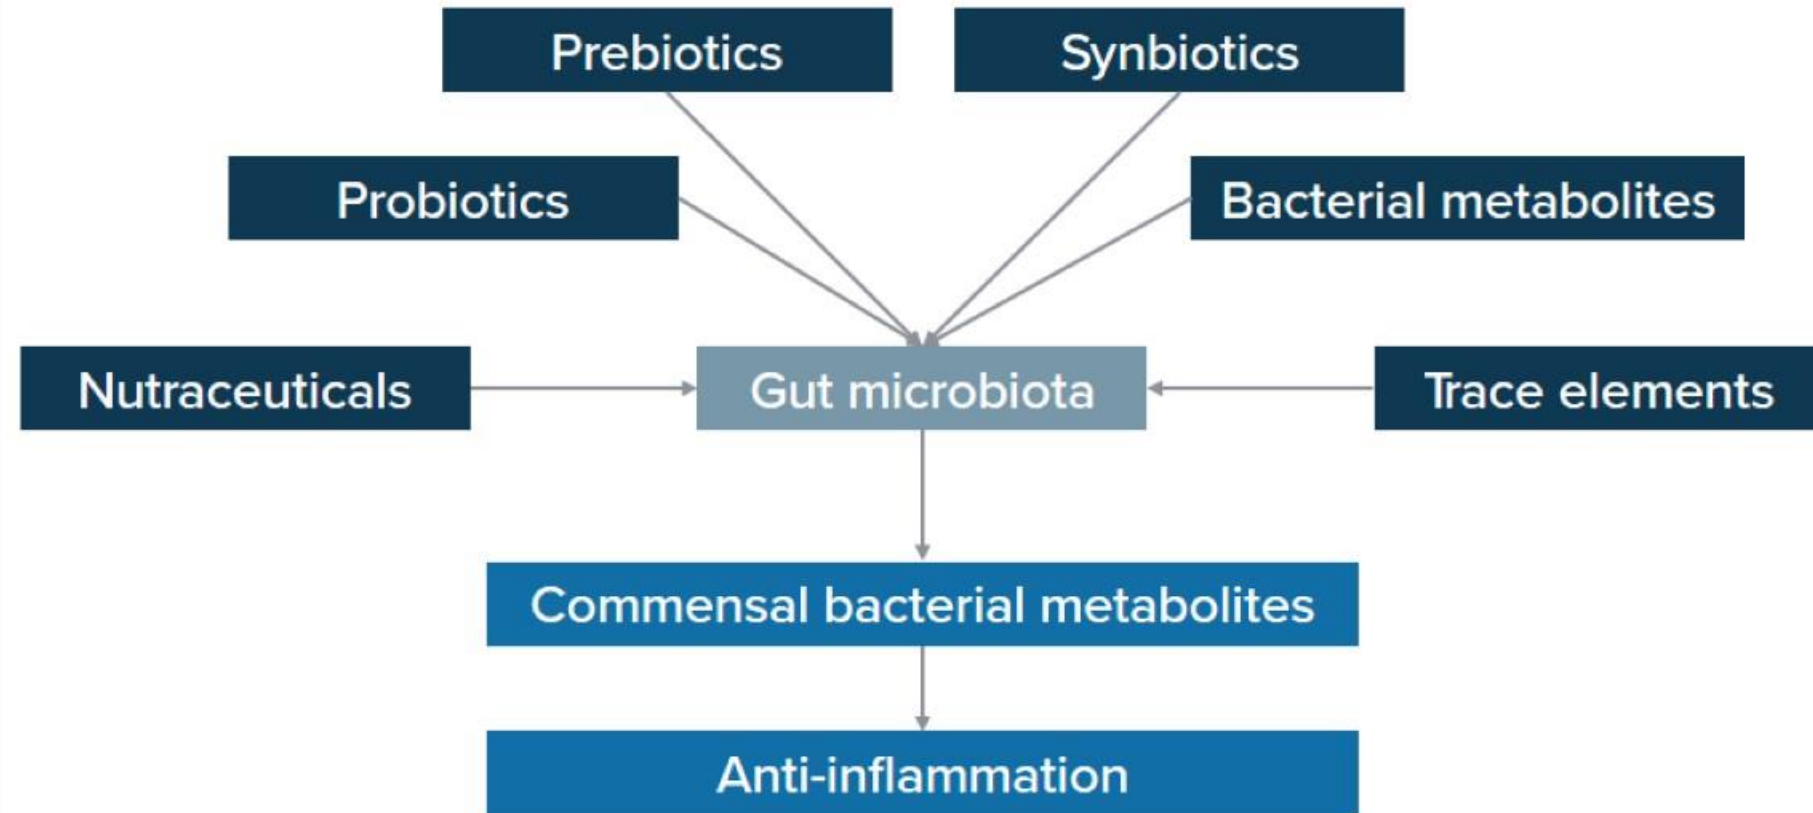 Prebiotics
Synbiotics
Probiotics
Bacterial metabolites
Nutraceuticals
Gut microbiota
Trace elements
Commensal bacterial metabolites
Anti-inflammation